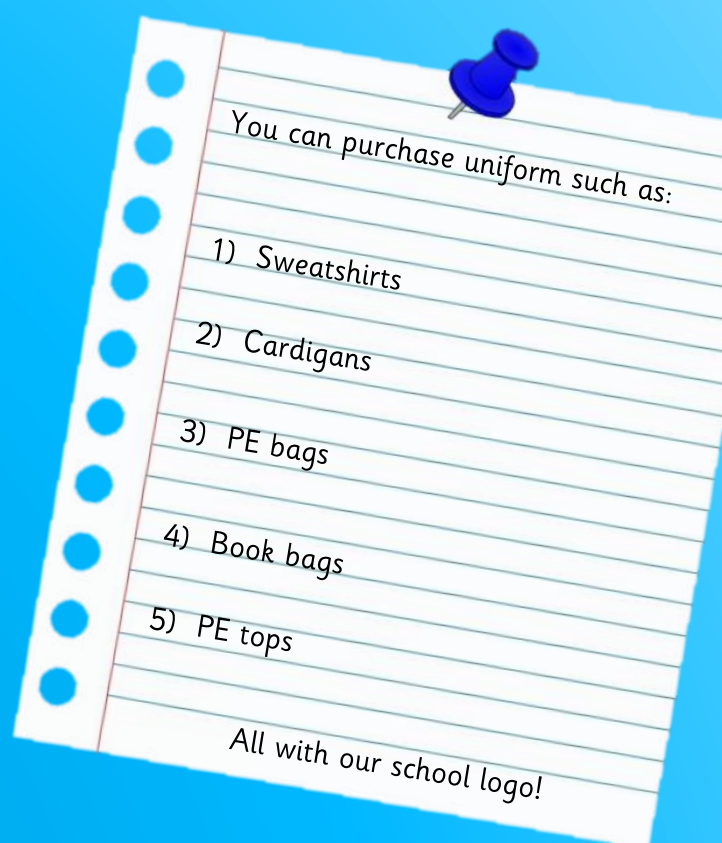 You can purchase uniform such as:
1) Sweatshirts
2) Cardigans
3) PE bags
4) Book bags
5) PE tops
All with our school logo!